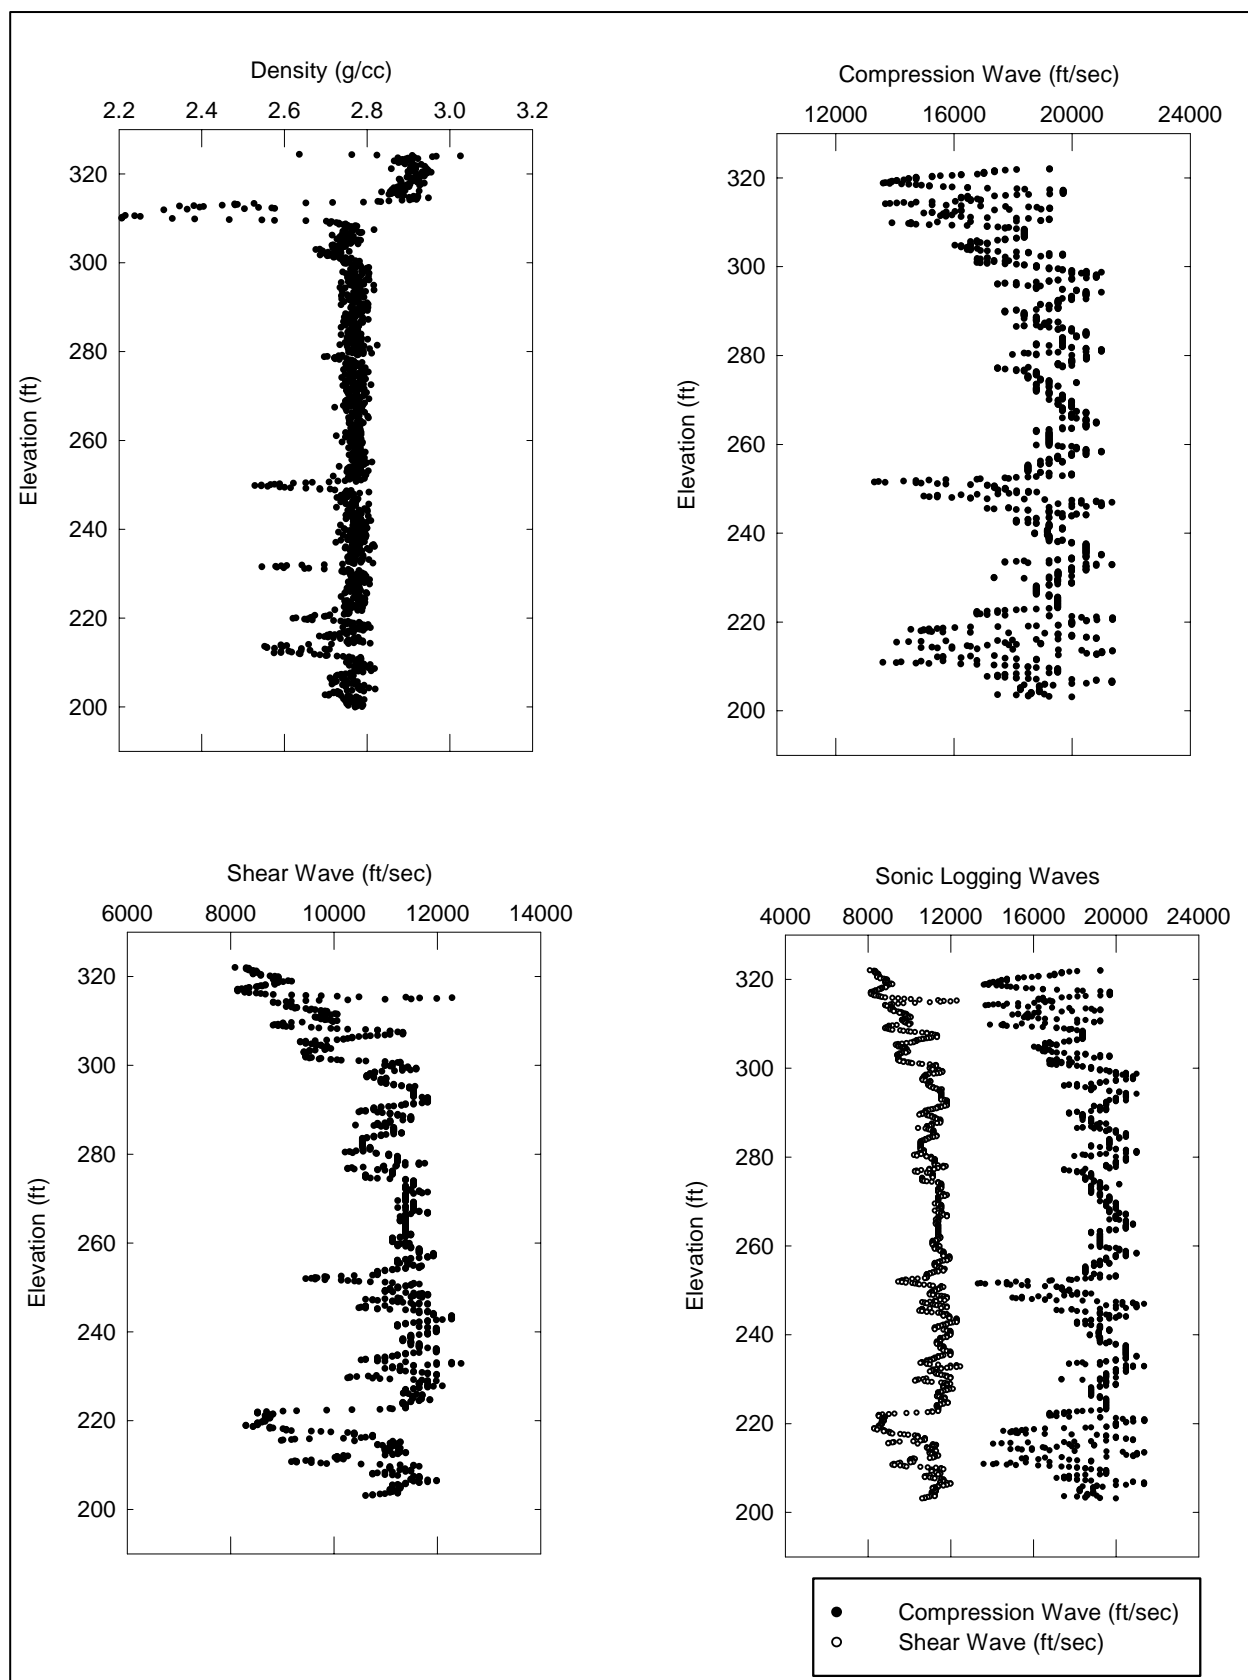 Density (g/cc)
2.2 2.4 2.6 2.8 3.0 3.2
Elevation (ft)
320
300
280
260
240
220
200
Compression Wave (ft/sec)
12000 16000 20000 24000
Elevation (ft)
320
300
280
260
240
220
200
Shear Wave (ft/sec)
6000 8000 10000 12000 14000
Elevation (ft)
320
300
280
260
240
220
200
Sonic Logging Waves
4000 8000 12000 16000 20000 24000
Elevation (ft)
320
300
280
260
240
220
200
Compression Wave (ft/sec)
Shear Wave (ft/sec)